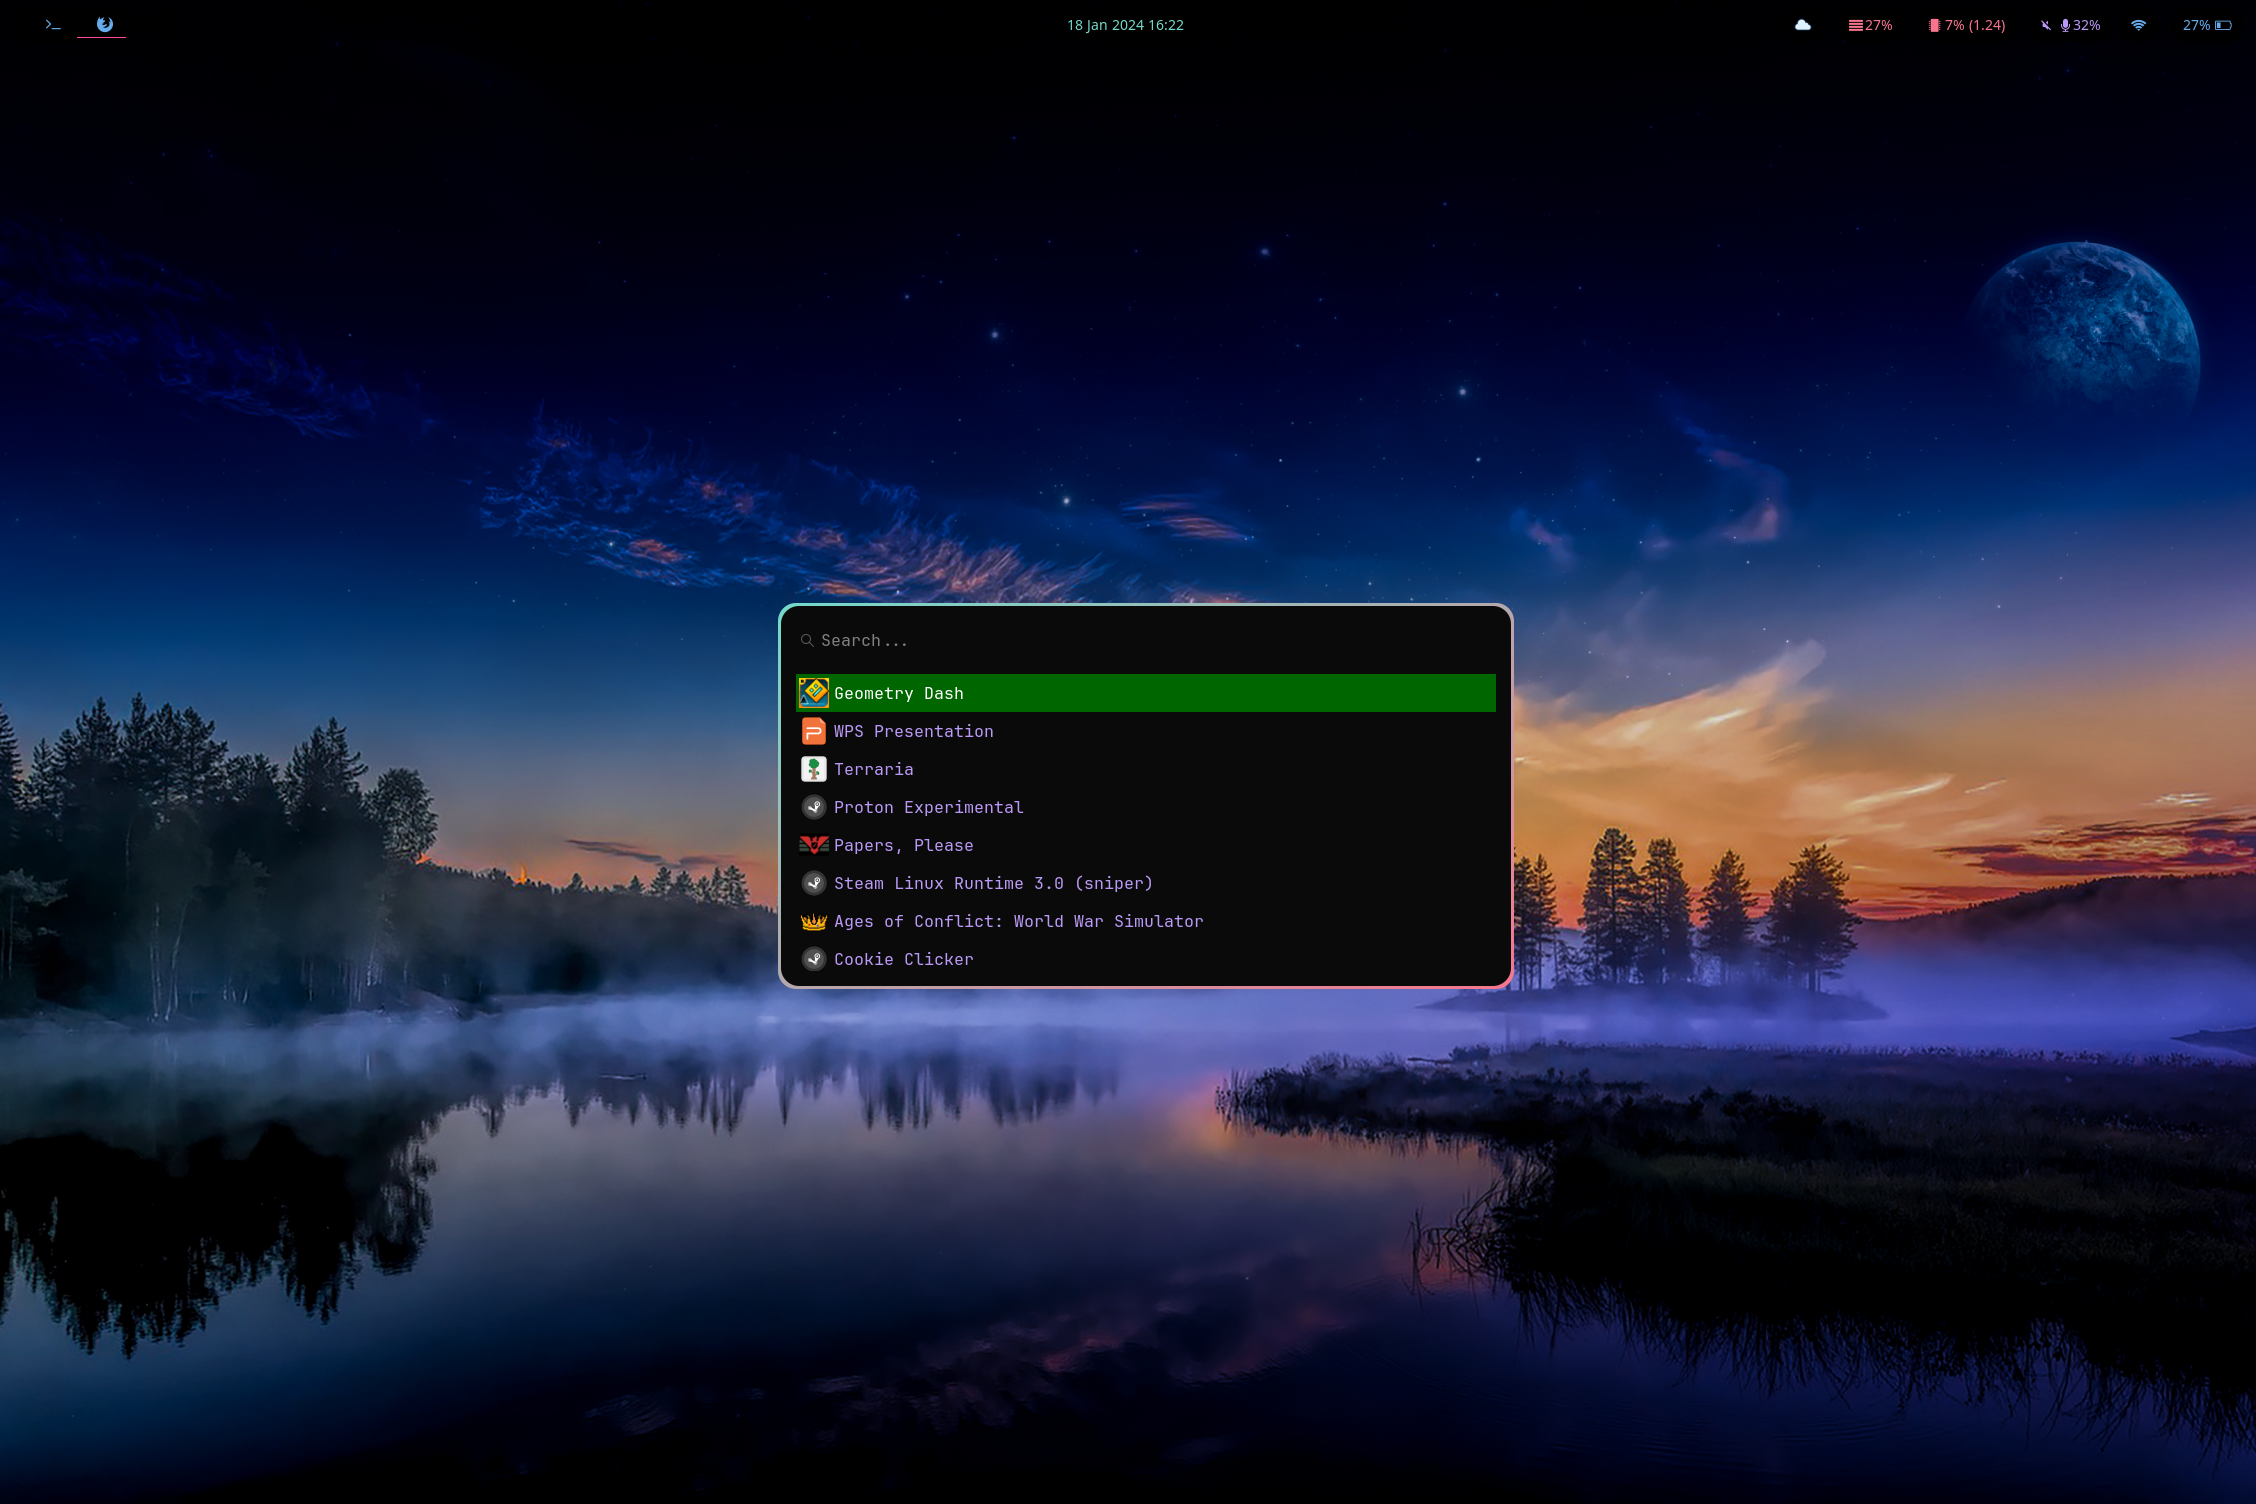 18 Jan 2024 16:22
27%
7% (1.24)
32%
27%
Search...
Geometry Dash
WPS Presentation
Terraria
Proton Experimental
Papers, Please
Steam Linux Runtime 3.0 (sniper)
Ages of Conflict: World War Simulator
Cookie Clicker